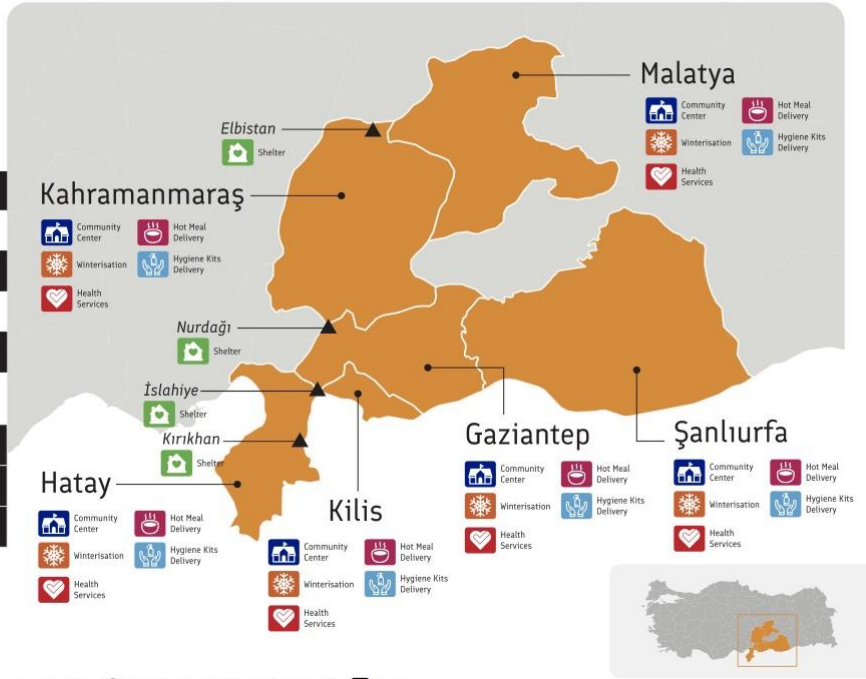 Malatya
Community
Center
Hot Meal
Delivery
Winterisation
Hygiene Kits
Delivery
Health
Services
Elbistan
Shelter
Kahramanmaraş
Community
Center
Hot Meal
Delivery
Winterisation
Hygiene Kits
Delivery
Health
Services
Nurdağı
Shelter
İslahiye
Shelter
Kırıkhan
Shelter
Hatay
Community
Center
Hot Meal
Delivery
Winterisation
Hygiene Kits
Delivery
Health
Services
Kilis
Community
Center
Hot Meal
Delivery
Winterisation
Hygiene Kits
Delivery
Health
Services
Gaziantep
Community
Center
Hot Meal
Delivery
Winterisation
Hygiene Kits
Delivery
Health
Services
Şanlıurfa
Community
Center
Hot Meal
Delivery
Winterisation
Hygiene Kits
Delivery
Health
Services